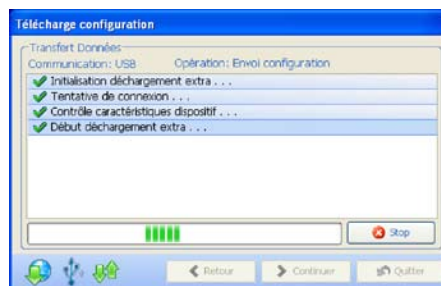 Télécharge configuration
Transfert Données
Communication: USB Opération: Envoi configuration
Initialisation déchargement extra . . .
Tentative de connexion . . .
Contrôle caractéristiques dispositif . . .
Début déchargement extra . . .
Stop
Retour Continuer Quitter